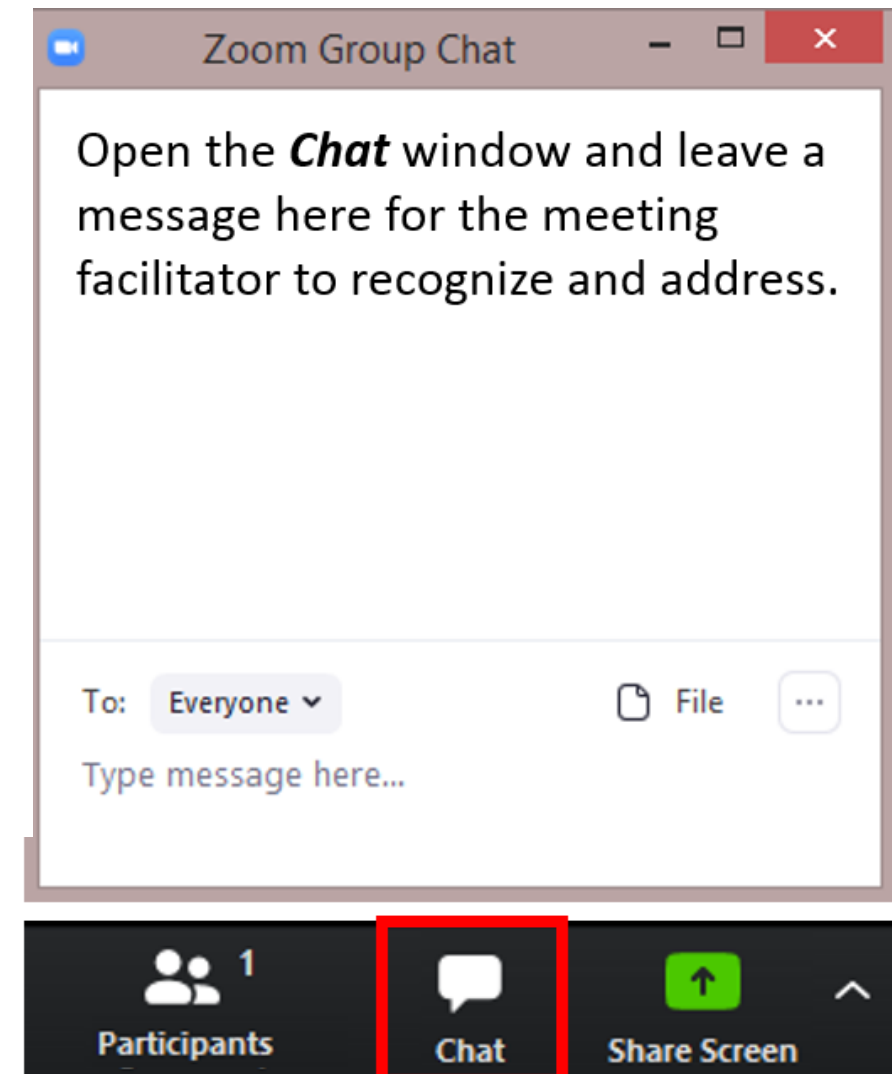 Zoom Group Chat
Open the Chat window and leave a
message here for the meeting
facilitator to recognize and address.
To: Everyone File
Type message here...
1
Participants Chat Share Screen